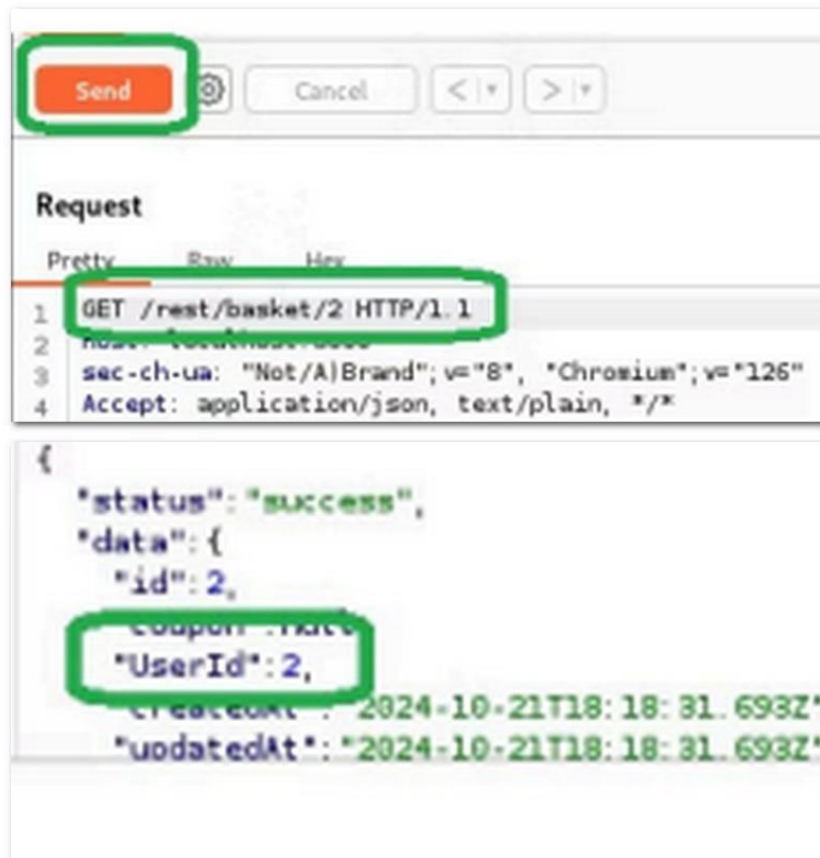 Send Cancel < >
Request
Pretty Raw Hex
1 GET /rest/basket/2 HTTP/1.1
2
3 sec-ch-ua: "Not/A)Brand";v="8", "Chromium";v="126"
4 Accept: application/json, text/plain, */*
{
"status":"success",
"data":{
"id":2,
"coupon":null
"UserId":2,
"createdAt":"2024-10-21T18:18:31.693Z"
"updatedAt":"2024-10-21T18:18:31.693Z"